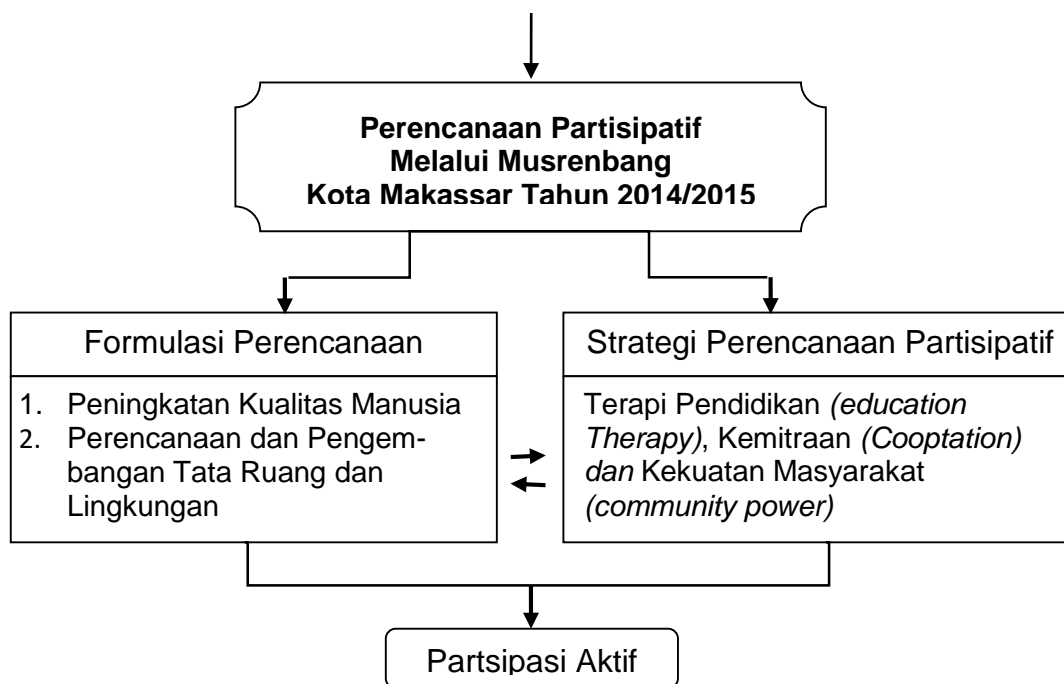 Perencanaan Partisipatif
Melalui Musrenbang
Kota Makassar Tahun 2014/2015
Formulasi Perencanaan
1. Peningkatan Kualitas Manusia
2. Perencanaan dan Pengem-
bangan Tata Ruang dan
Lingkungan
Strategi Perencanaan Partisipatif
Terapi Pendidikan (education
Therapy), Kemitraan (Cooptation)
dan Kekuatan Masyarakat
(community power)
Partsipasi Aktif